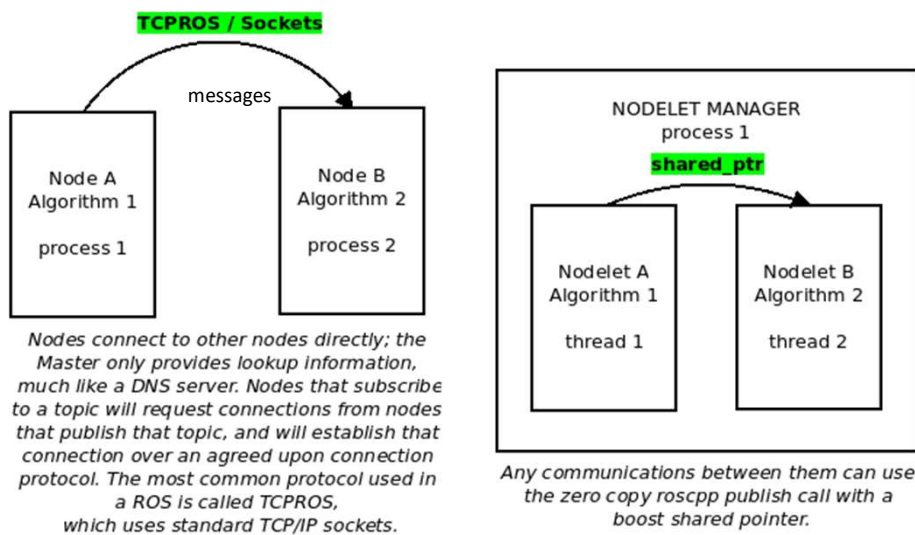 TCPROS / Sockets
messages
Node A
Algorithm 1
process 1
Node B
Algorithm 2
process 2
Nodes connect to other nodes directly; the
Master only provides lookup information,
much like a DNS server. Nodes that subscribe
to a topic will request connections from nodes
that publish that topic, and will establish that
connection over an agreed upon connection
protocol. The most common protocol used in
a ROS is called TCPROS,
which uses standard TCP/IP sockets.
NODELET MANAGER
process 1
shared_ptr
Nodelet A
Algorithm 1
thread 1
Nodelet B
Algorithm 2
thread 2
Any communications between them can use
the zero copy roscpp publish call with a
boost shared pointer.